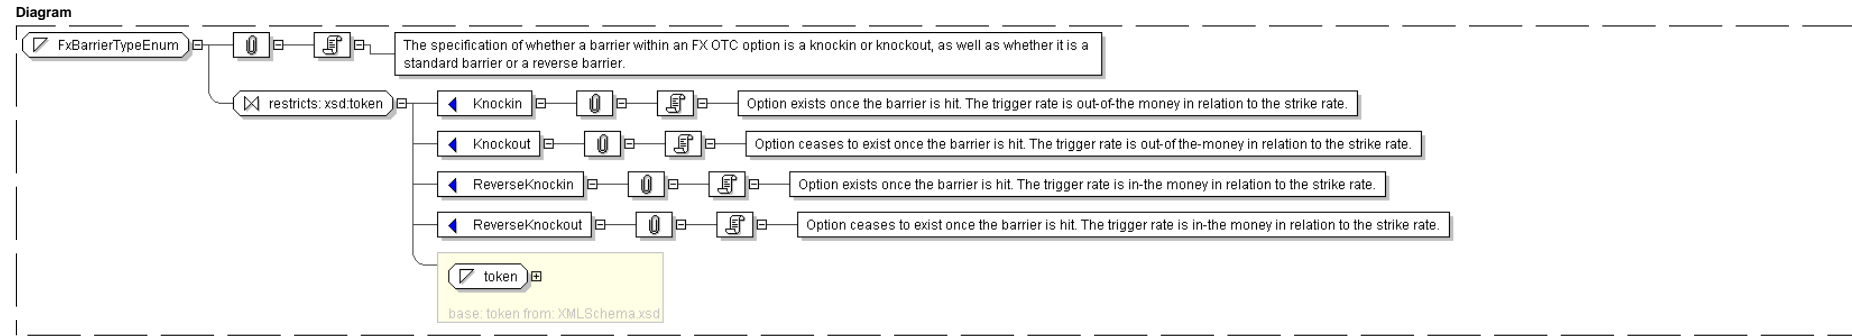 Diagram
FxBarrierTypeEnum
The specification of whether a barrier within an FX OTC option is a knockin or knockout, as well as whether it is a
standard barrier or a reverse barrier.
restricts: xsd:token
Knockin
Option exists once the barrier is hit. The trigger rate is out-of-the money in relation to the strike rate.
Knockout
Option ceases to exist once the barrier is hit. The trigger rate is out-of the-money in relation to the strike rate.
ReverseKnockin
Option exists once the barrier is hit. The trigger rate is in-the money in relation to the strike rate.
ReverseKnockout
Option ceases to exist once the barrier is hit. The trigger rate is in-the money in relation to the strike rate.
token
base: token from: XMLSchema.xsd